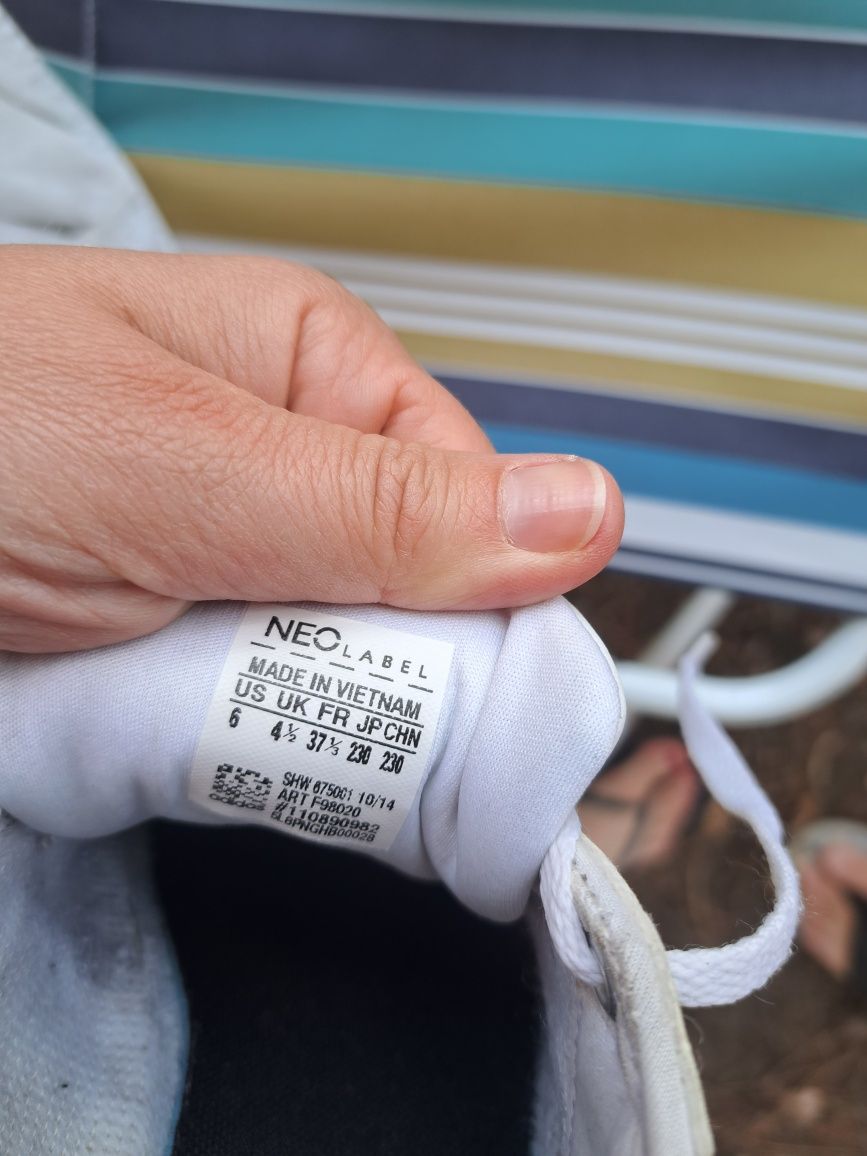 NEO LABEL
MADE IN VIETNAM
US UK FR JP CHN
6 4½ 37⅓ 230 230
SHW 675001 10/14
ART F98020
#110890982
adidas